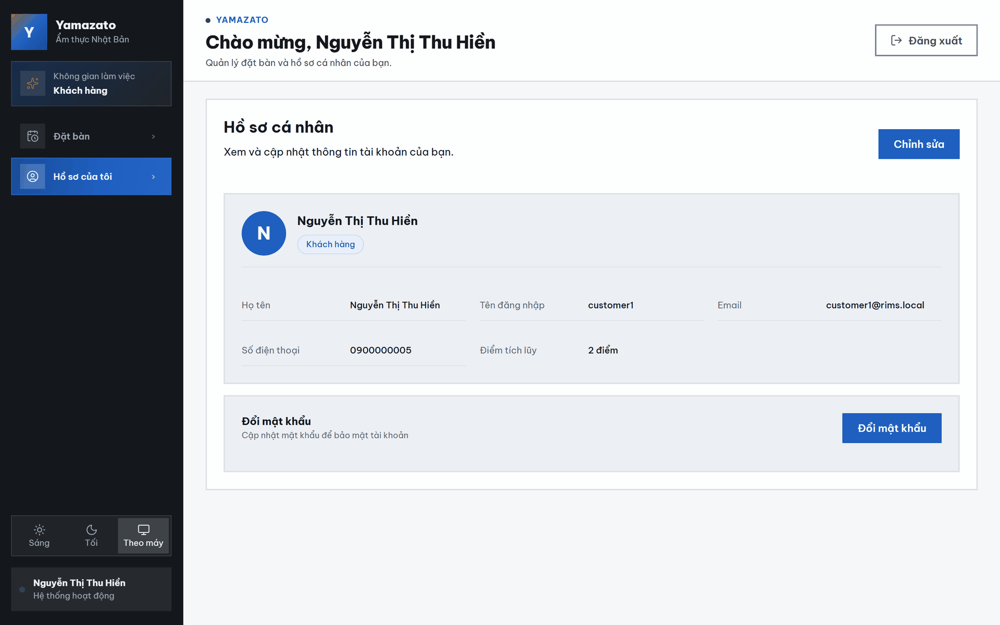 Y
Yamazato
Ẩm thực Nhật Bản
Không gian làm việc
Khách hàng
Đặt bàn
Hồ sơ của tôi
Sáng
Tối
Theo máy
Nguyễn Thị Thu Hiền
Hệ thống hoạt động
YAMAZATO
Chào mừng, Nguyễn Thị Thu Hiền
Quản lý đặt bàn và hồ sơ cá nhân của bạn.
Đăng xuất
Hồ sơ cá nhân
Xem và cập nhật thông tin tài khoản của bạn.
Chỉnh sửa
N
Nguyễn Thị Thu Hiền
Khách hàng
Họ tên
Nguyễn Thị Thu Hiền
Tên đăng nhập
customer1
Email
customer1@rims.local
Số điện thoại
0900000005
Điểm tích lũy
2 điểm
Đổi mật khẩu
Cập nhật mật khẩu để bảo mật tài khoản
Đổi mật khẩu